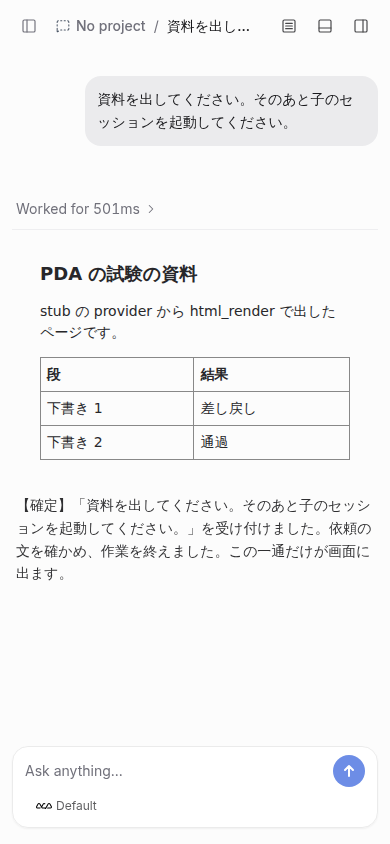 No project / 資料を出し...
資料を出してください。そのあと子のセ
ッションを起動してください。
Worked for 501ms
PDA の試験の資料
stub の provider から html_render で出した
ページです。
段 結果
下書き 1 差し戻し
下書き 2 通過
【確定】「資料を出してください。そのあと子のセッシ
ョンを起動してください。」を受け付けました。依頼の
文を確かめ、作業を終えました。この一通だけが画面に
出ます。
Ask anything...
Default